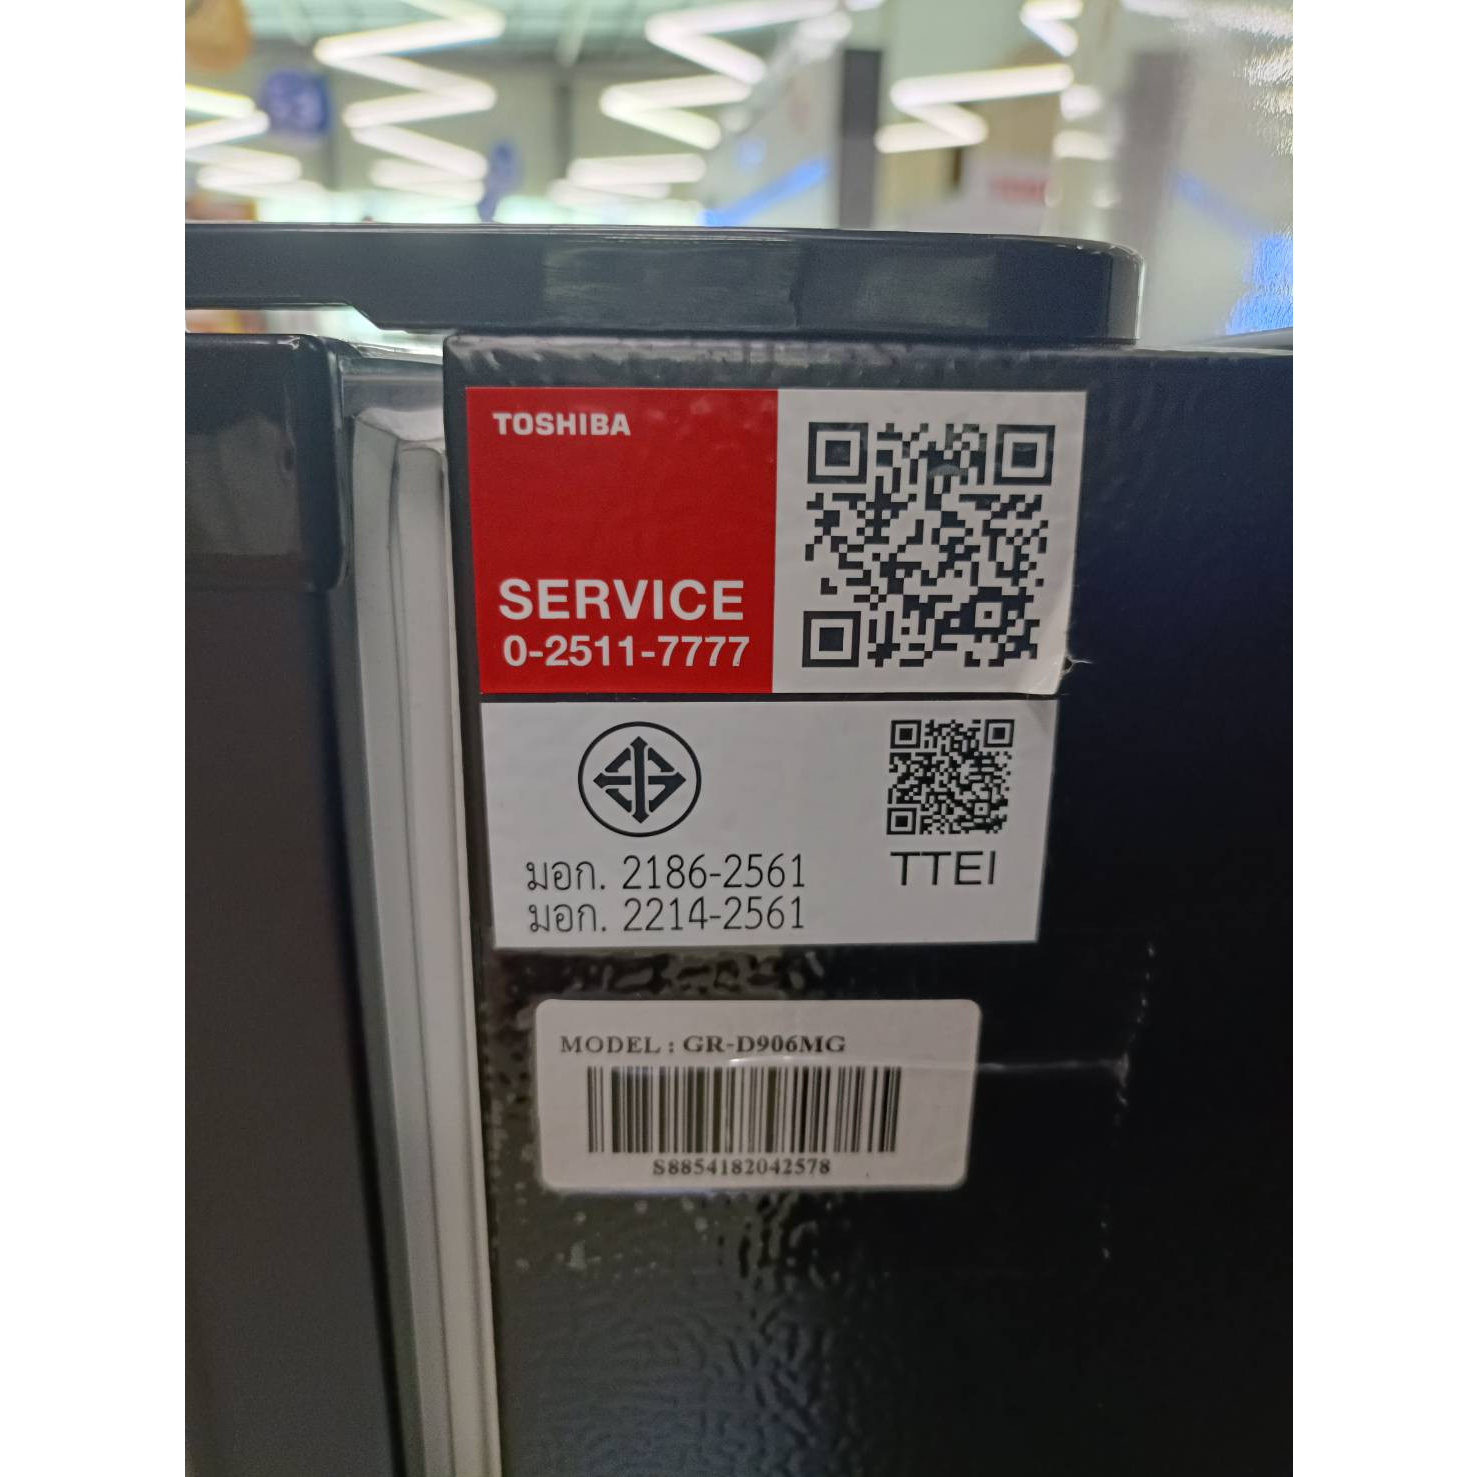 TOSHIBA
SERVICE
0-2511-7777
มอก. 2186-2561
มอก. 2214-2561
TTEI
MODEL : GR-D906MG
S8854182042578